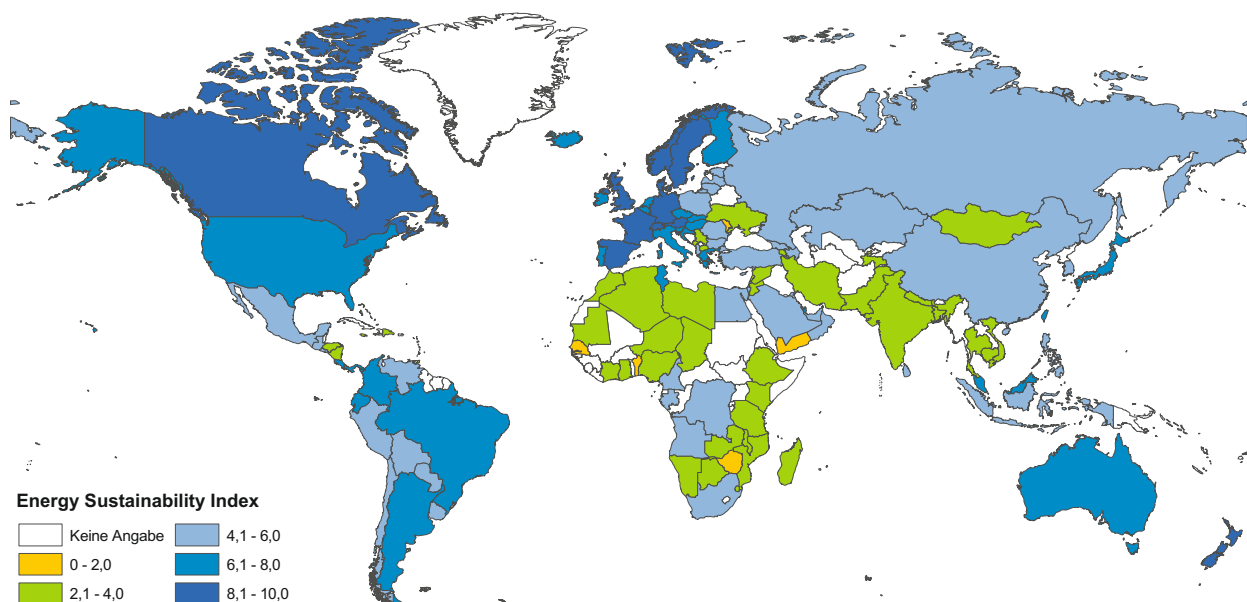 Energy Sustainability Index
Keine Angabe
0 - 2,0
2,1 - 4,0
4,1 - 6,0
6,1 - 8,0
8,1 - 10,0